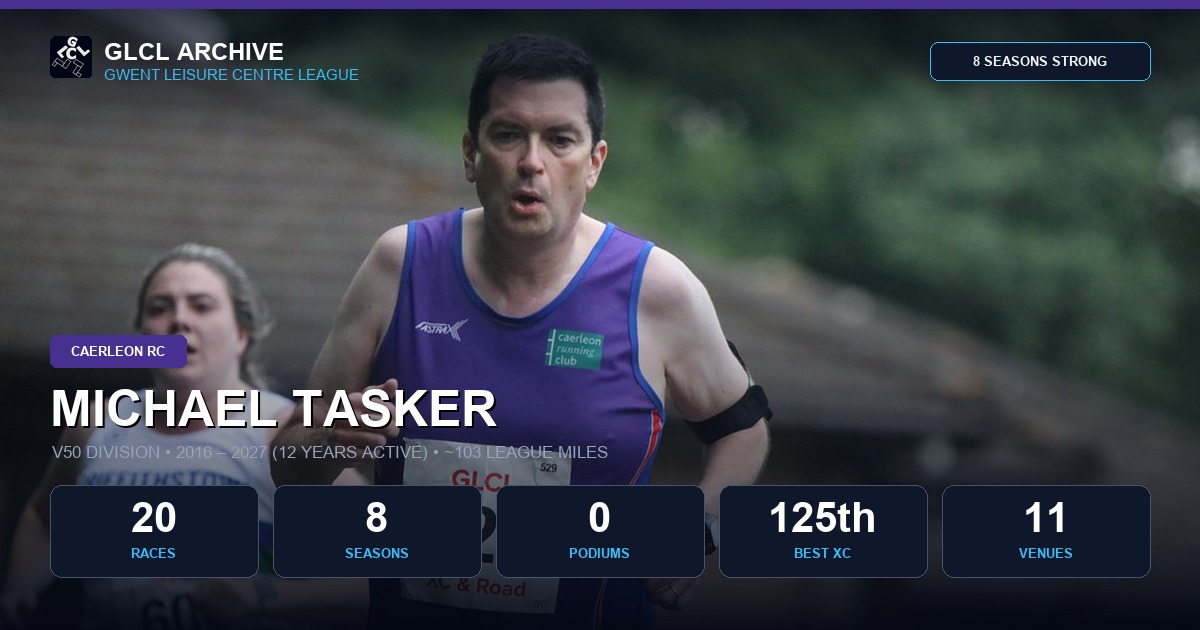 GLCL ARCHIVE
GWENT LEISURE CENTRE LEAGUE
8 SEASONS STRONG
ASTRAX
caerleon
running
club
CAERLEON RC
MICHAEL TASKER
V50 DIVISION • 2016 – 2027 (12 YEARS ACTIVE) • ~103 LEAGUE MILES
529
GLCL
20
RACES
8
SEASONS
0
PODIUMS
125th
BEST XC
11
VENUES
XC & Road
60